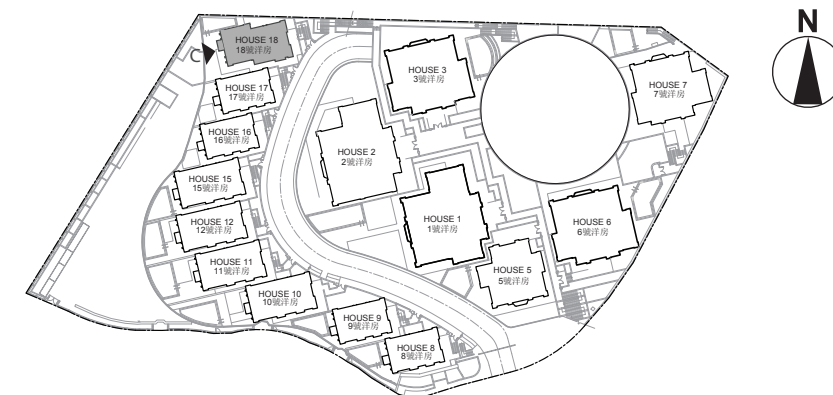 N
HOUSE 18
18號洋房
C
HOUSE 3
3號洋房
HOUSE 7
7號洋房
HOUSE 17
17號洋房
HOUSE 16
16號洋房
HOUSE 2
2號洋房
HOUSE 15
15號洋房
HOUSE 12
12號洋房
HOUSE 1
1號洋房
HOUSE 6
6號洋房
HOUSE 11
11號洋房
HOUSE 5
5號洋房
HOUSE 10
10號洋房
HOUSE 9
9號洋房
HOUSE 8
8號洋房